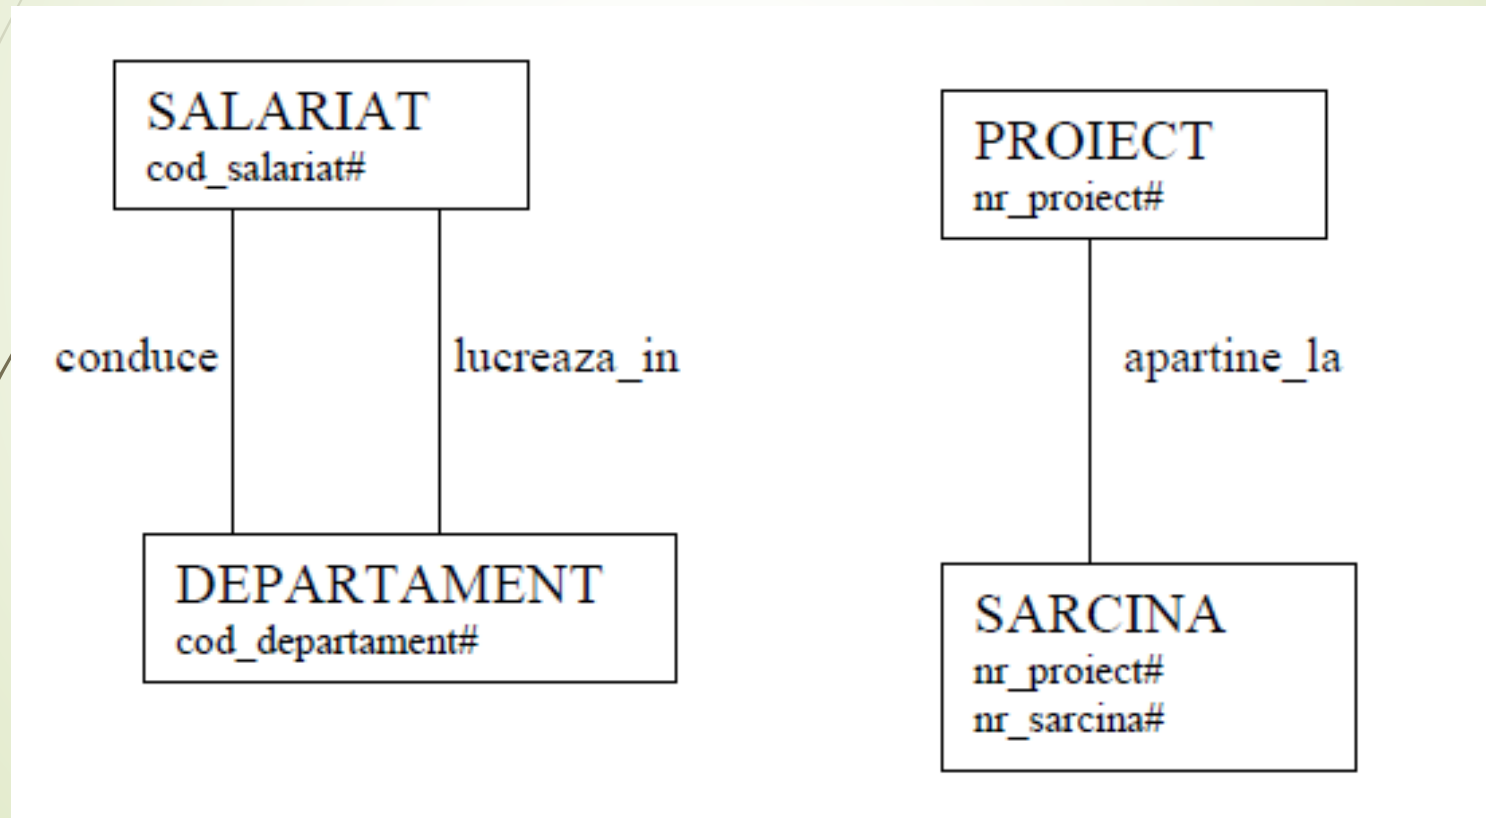 SALARIAT
cod_salariat#
PROIECT
nr_proiect#
conduce
lucreaza_in
apartine_la
DEPARTAMENT
cod_departament#
SARCINA
nr_proiect#
nr_sarcina#